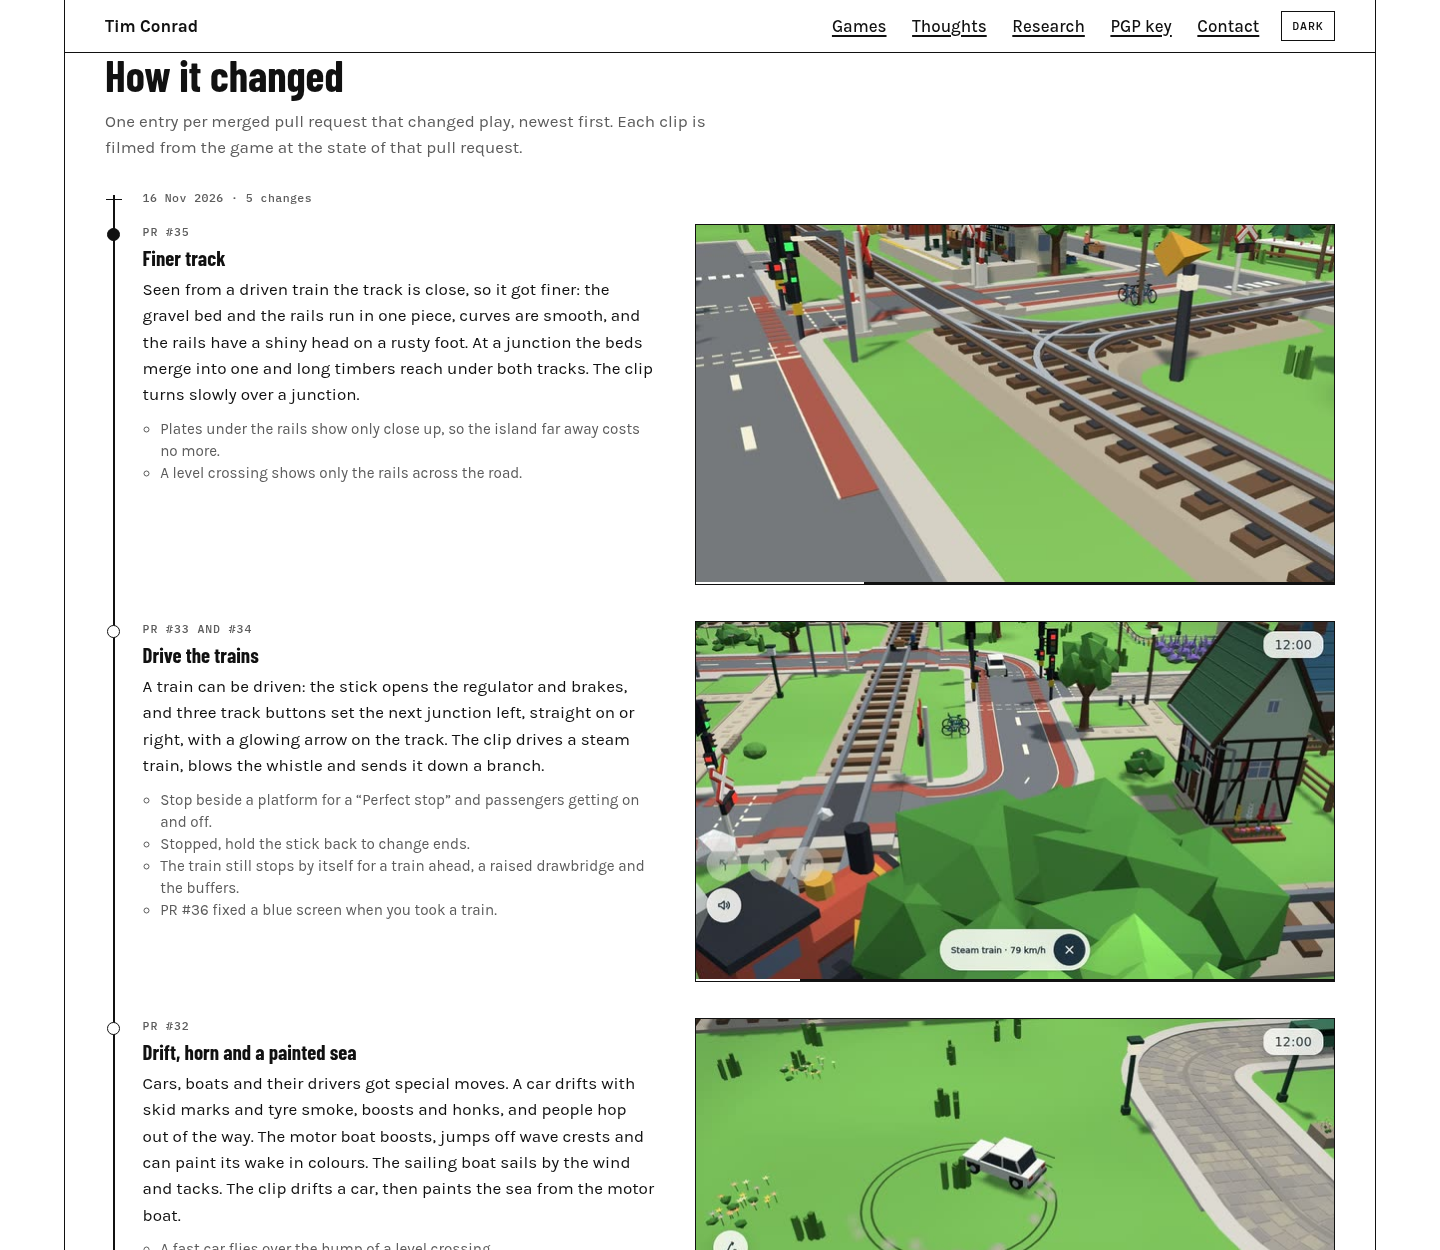 Tim Conrad
Games Thoughts Research PGP key Contact DARK
How it changed
One entry per merged pull request that changed play, newest first. Each clip is
filmed from the game at the state of that pull request.
16 Nov 2026 · 5 changes
PR #35
Finer track
Seen from a driven train the track is close, so it got finer: the
gravel bed and the rails run in one piece, curves are smooth, and
the rails have a shiny head on a rusty foot. At a junction the beds
merge into one and long timbers reach under both tracks. The clip
turns slowly over a junction.
Plates under the rails show only close up, so the island far away costs
no more.
A level crossing shows only the rails across the road.
PR #33 AND #34
Drive the trains
A train can be driven: the stick opens the regulator and brakes,
and three track buttons set the next junction left, straight on or
right, with a glowing arrow on the track. The clip drives a steam
train, blows the whistle and sends it down a branch.
Stop beside a platform for a “Perfect stop” and passengers getting on
and off.
Stopped, hold the stick back to change ends.
The train still stops by itself for a train ahead, a raised drawbridge and
the buffers.
PR #36 fixed a blue screen when you took a train.
12:00
Steam train · 79 km/h
PR #32
Drift, horn and a painted sea
Cars, boats and their drivers got special moves. A car drifts with
skid marks and tyre smoke, boosts and honks, and people hop
out of the way. The motor boat boosts, jumps off wave crests and
can paint its wake in colours. The sailing boat sails by the wind
and tacks. The clip drifts a car, then paints the sea from the motor
boat.
A fast car flies over the hump of a level crossing.
12:00